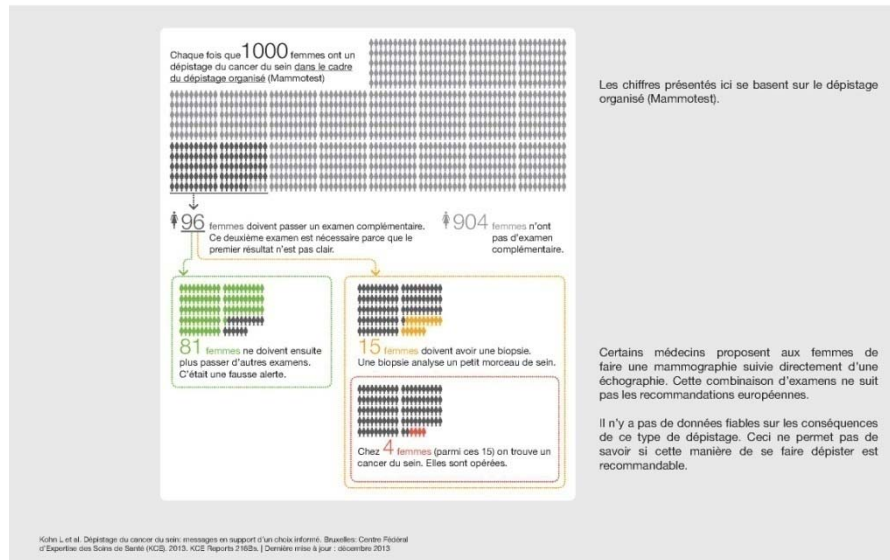 Chaque fois que 1000 femmes ont un
dépistage du cancer du sein dans le cadre
du dépistage organisé (Mammotest)
Les chiffres présentés ici se basent sur le dépistage
organisé (Mammotest).
96 femmes doivent passer un examen complémentaire.
Ce deuxième examen est nécessaire parce que le
premier résultat n'est pas clair.
904 femmes n'ont
pas d'examen
complémentaire.
81 femmes ne doivent ensuite
plus passer d'autres examens.
C'était une fausse alerte.
15 femmes doivent avoir une biopsie.
Une biopsie analyse un petit morceau de sein.
Chez 4 femmes (parmi ces 15) on trouve un
cancer du sein. Elles sont opérées.
Certains médecins proposent aux femmes de
faire une mammographie suivie directement d'une
échographie. Cette combinaison d'examens ne suit
pas les recommandations européennes.
Il n'y a pas de données fiables sur les conséquences
de ce type de dépistage. Ceci ne permet pas de
savoir si cette manière de se faire dépister est
recommandable.
Kohn L et al. Dépistage du cancer du sein: messages en support d'un choix informé. Bruxelles: Centre Fédéral
d'Expertise des Soins de Santé (KCE). 2013. KCE Reports 216Bs. | Dernière mise à jour : décembre 2013